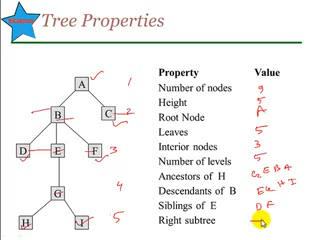 Tree Properties
A 1
B C 2
D E F 3
G 4
H I 5
Property Value
Number of nodes 9
Height 5
Root Node A
Leaves 5
Interior nodes 3
Number of levels 5
Ancestors of H G E B A
Descendants of B E G H I
Siblings of E D F
Right subtree